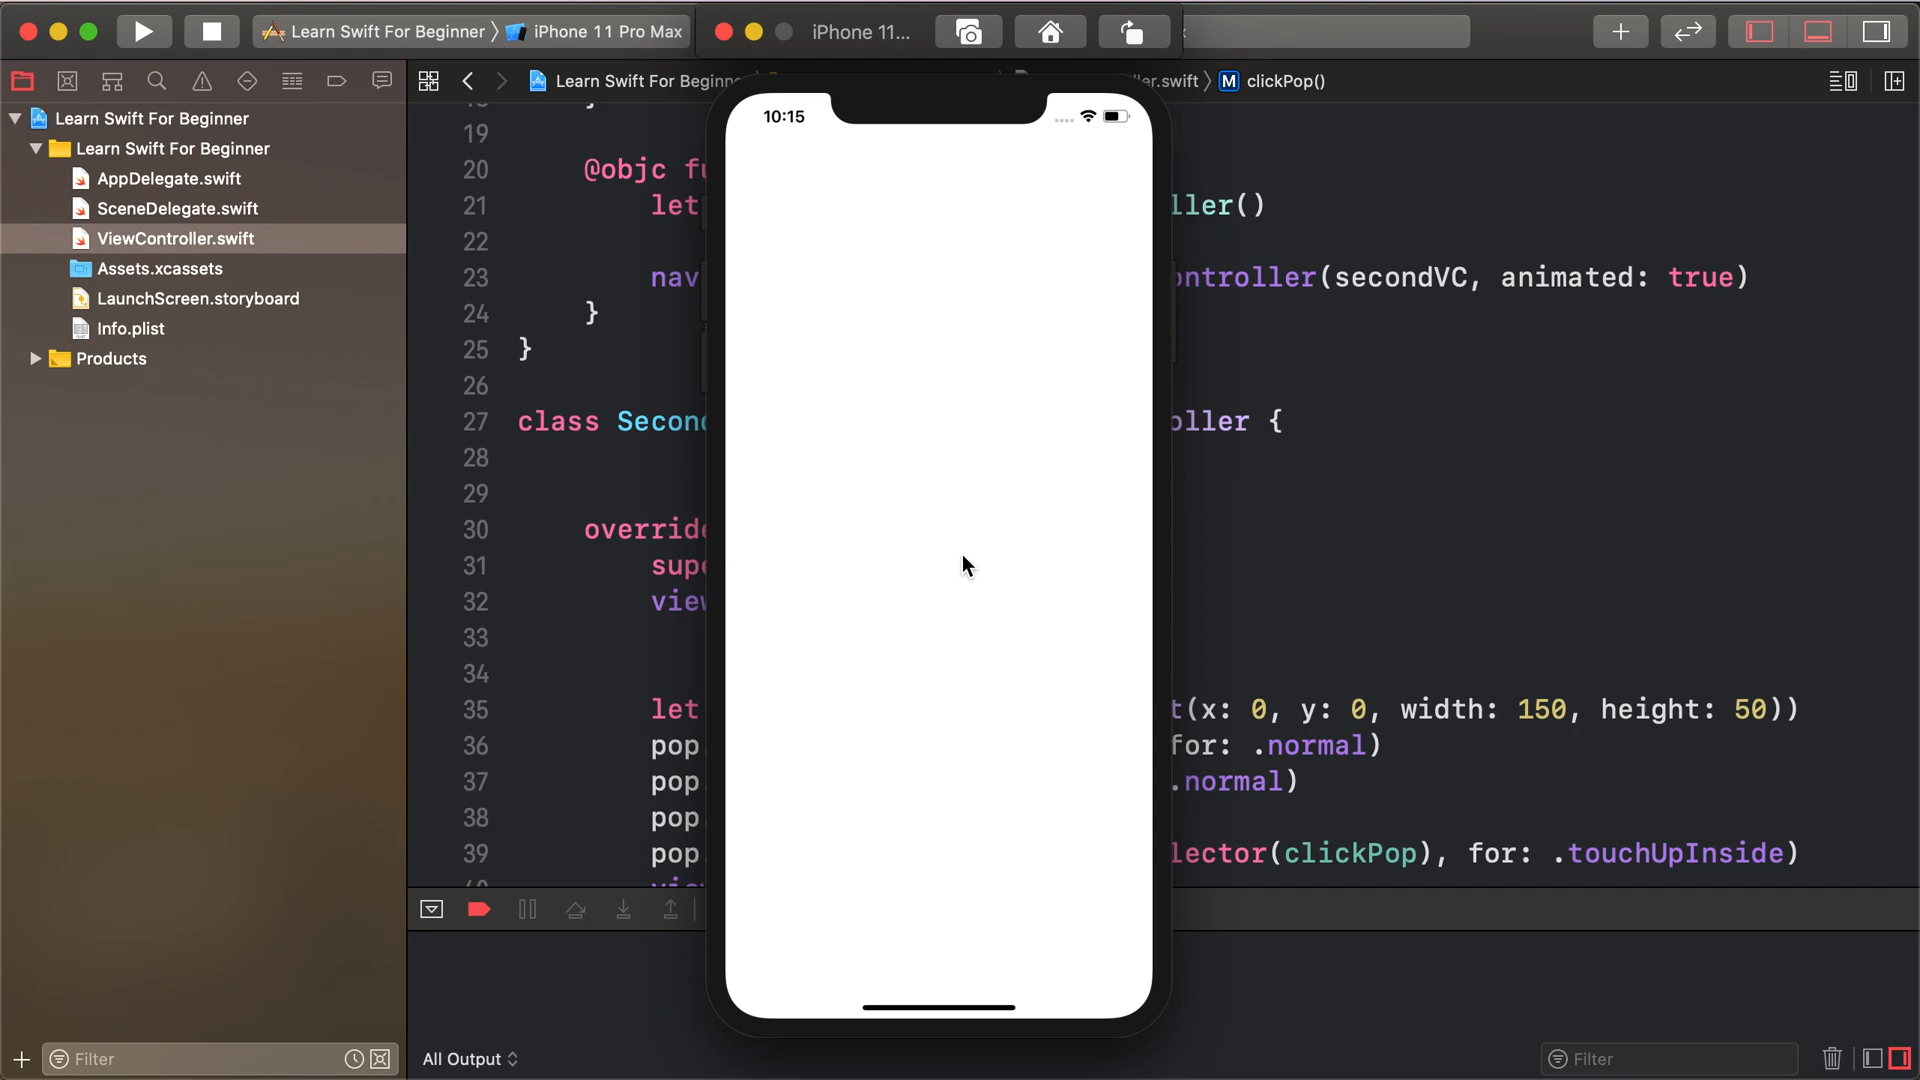 Learn Swift For Beginner 〉 iPhone 11 Pro Max
iPhone 11...
Learn Swift For Beginne
ller.swift 〉 M clickPop()
Learn Swift For Beginner
Learn Swift For Beginner
AppDelegate.swift
SceneDelegate.swift
ViewController.swift
Assets.xcassets
LaunchScreen.storyboard
Info.plist
Products
10:15
19
20 @objc fu
21 let ller()
22
23 nav ontroller(secondVC, animated: true)
24 }
25 }
26
27 class Second oller {
28
29
30 override
31 supe
32 view
33
34
35 let t(x: 0, y: 0, width: 150, height: 50))
36 pop. for: .normal)
37 pop. .normal)
38 pop.
39 pop. lector(clickPop), for: .touchUpInside)
Filter
All Output
Filter